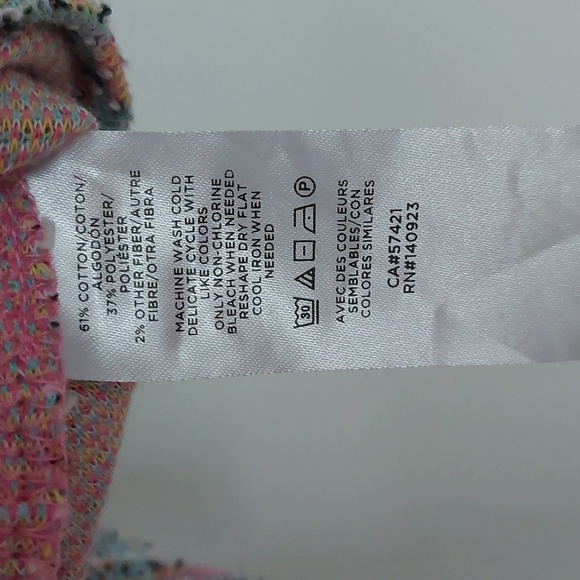 61% COTTON/COTON/
ALGODON
37% POLYESTER/
POLIÉSTER
2% OTHER FIBER/AUTRE
FIBRE/OTRA FIBRA
MACHINE WASH COLD
DELICATE CYCLE WITH
LIKE COLORS
ONLY NON-CHLORINE
BLEACH WHEN NEEDED
RESHAPE DRY FLAT
COOL IRON WHEN
NEEDED
30 P
AVEC DES COULEURS
SEMBLABLES/CON
COLORES SIMILARES
CA#57421
RN#140923